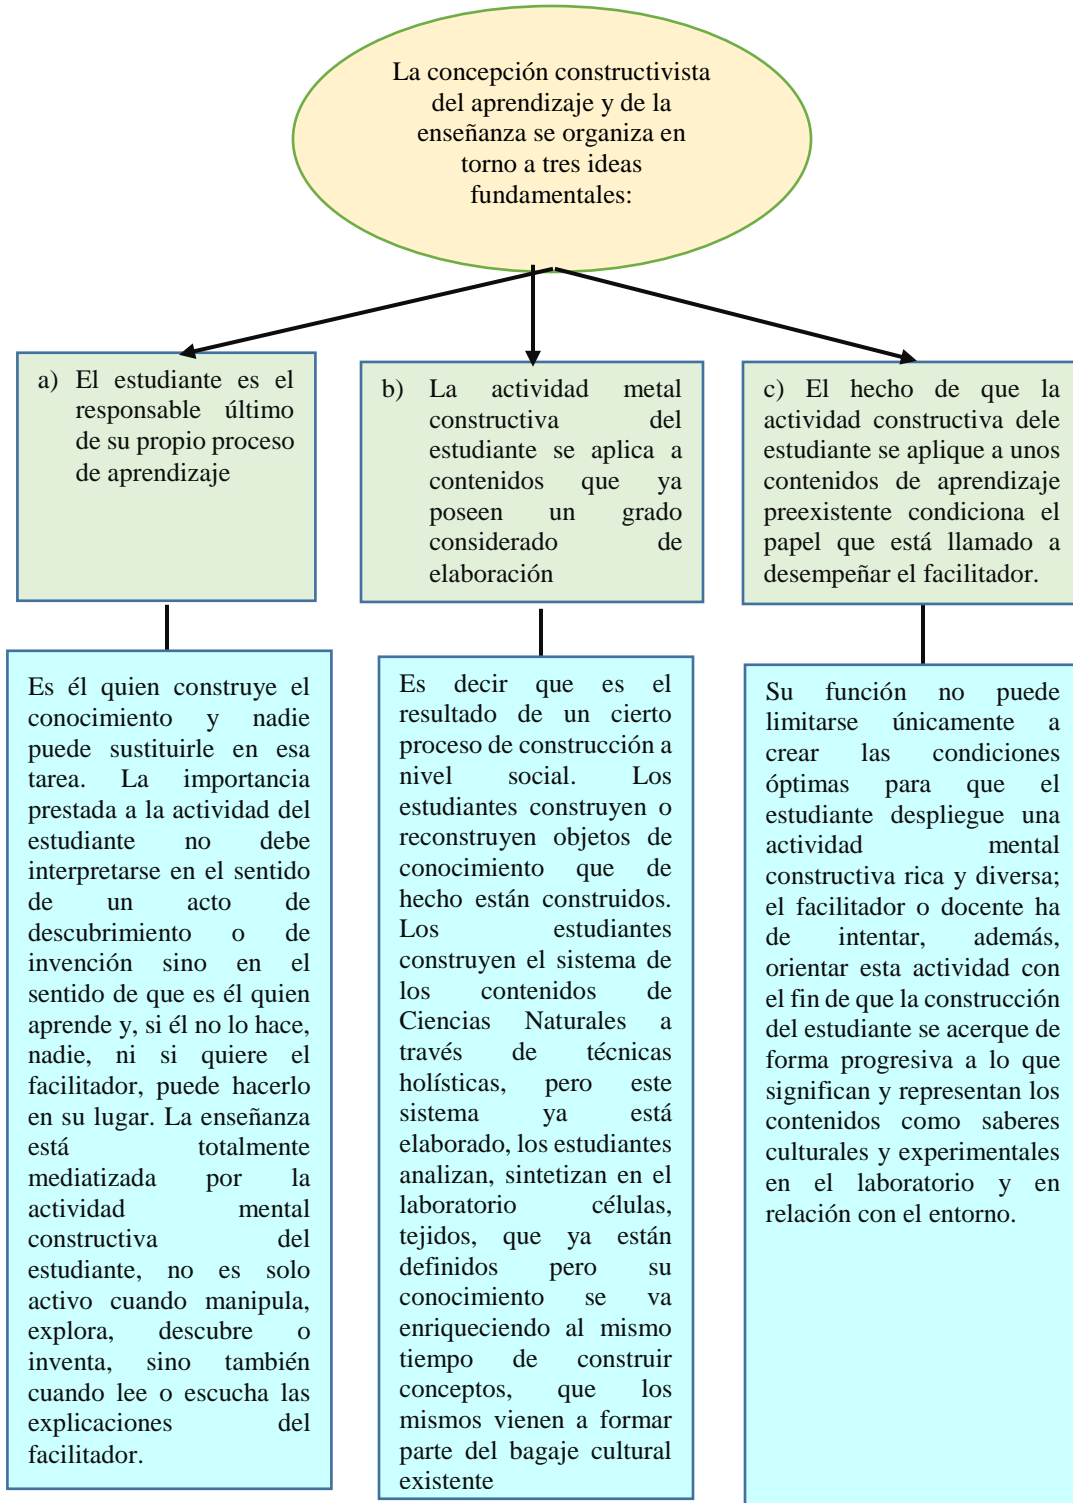 La concepción constructivista
del aprendizaje y de la
enseñanza se organiza en
torno a tres ideas
fundamentales:
a) El estudiante es el
responsable último
de su propio proceso
de aprendizaje
b) La actividad metal
constructiva del
estudiante se aplica a
contenidos que ya
poseen un grado
considerado de
elaboración
c) El hecho de que la
actividad constructiva dele
estudiante se aplique a unos
contenidos de aprendizaje
preexistente condiciona el
papel que está llamado a
desempeñar el facilitador.
Es él quien construye el
conocimiento y nadie
puede sustituirle en esa
tarea. La importancia
prestada a la actividad del
estudiante no debe
interpretarse en el sentido
de un acto de
descubrimiento o de
invención sino en el
sentido de que es él quien
aprende y, si él no lo hace,
nadie, ni si quiere el
facilitador, puede hacerlo
en su lugar. La enseñanza
está totalmente
mediatizada por la
actividad mental
constructiva del
estudiante, no es solo
activo cuando manipula,
explora, descubre o
inventa, sino también
cuando lee o escucha las
explicaciones del
facilitador.
Es decir que es el
resultado de un cierto
proceso de construcción a
nivel social. Los
estudiantes construyen o
reconstruyen objetos de
conocimiento que de
hecho están construidos.
Los estudiantes
construyen el sistema de
los contenidos de
Ciencias Naturales a
través de técnicas
holísticas, pero este
sistema ya está
elaborado, los estudiantes
analizan, sintetizan en el
laboratorio células,
tejidos, que ya están
definidos pero su
conocimiento se va
enriqueciendo al mismo
tiempo de construir
conceptos, que los
mismos vienen a formar
parte del bagaje cultural
existente
Su función no puede
limitarse únicamente a
crear las condiciones
óptimas para que el
estudiante despliegue una
actividad mental
constructiva rica y diversa;
el facilitador o docente ha
de intentar, además,
orientar esta actividad con
el fin de que la construcción
del estudiante se acerque de
forma progresiva a lo que
significan y representan los
contenidos como saberes
culturales y experimentales
en el laboratorio y en
relación con el entorno.